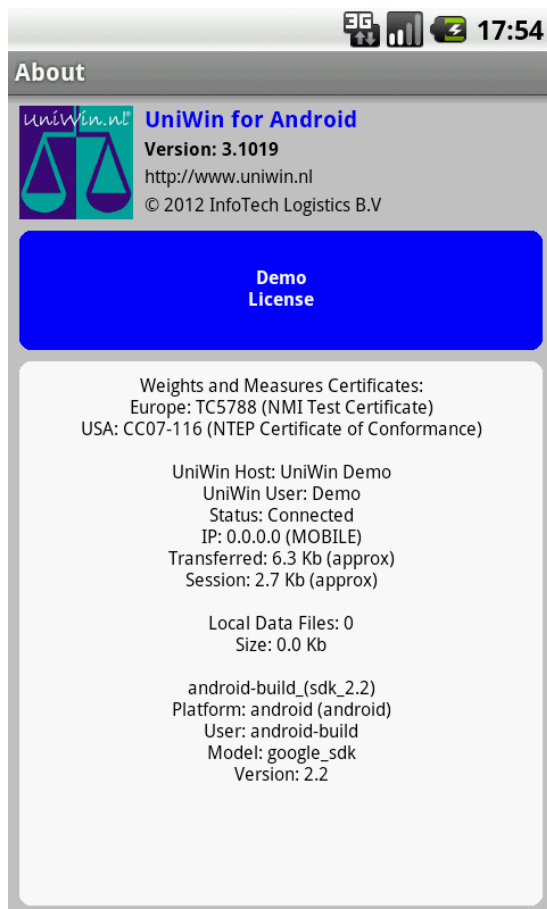 3G 17:54
About
UniWin.nl®
UniWin for Android
Version: 3.1019
http://www.uniwin.nl
© 2012 InfoTech Logistics B.V
Demo
License
Weights and Measures Certificates:
Europe: TC5788 (NMI Test Certificate)
USA: CC07-116 (NTEP Certificate of Conformance)
UniWin Host: UniWin Demo
UniWin User: Demo
Status: Connected
IP: 0.0.0.0 (MOBILE)
Transferred: 6.3 Kb (approx)
Session: 2.7 Kb (approx)
Local Data Files: 0
Size: 0.0 Kb
android-build_(sdk_2.2)
Platform: android (android)
User: android-build
Model: google_sdk
Version: 2.2